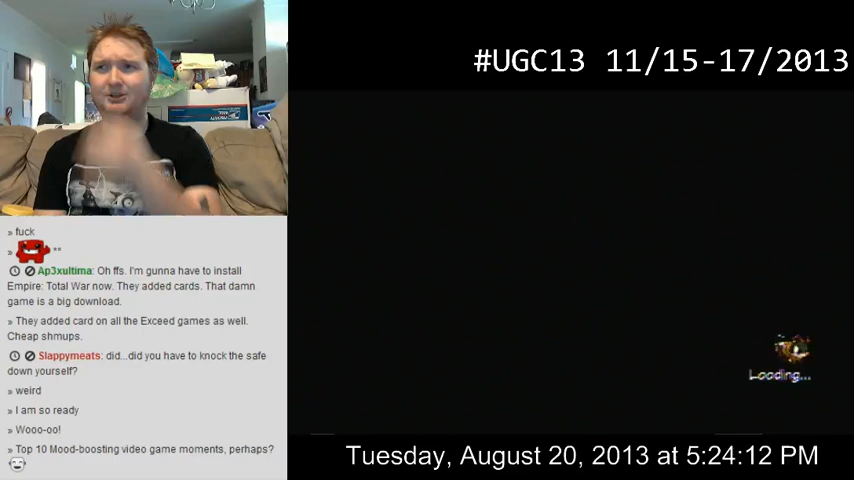 #UGC13 11/15-17/2013
» fuck
» **
Ap3xultima: Oh ffs. I'm gunna have to install
Empire: Total War now. They added cards. That damn
game is a big download.
» They added card on all the Exceed games as well.
Cheap shmups.
Slappymeats: did...did you have to knock the safe
down yourself?
» weird
» I am so ready
» Wooo-oo!
» Top 10 Mood-boosting video game moments, perhaps?
Loading...
Tuesday, August 20, 2013 at 5:24:12 PM